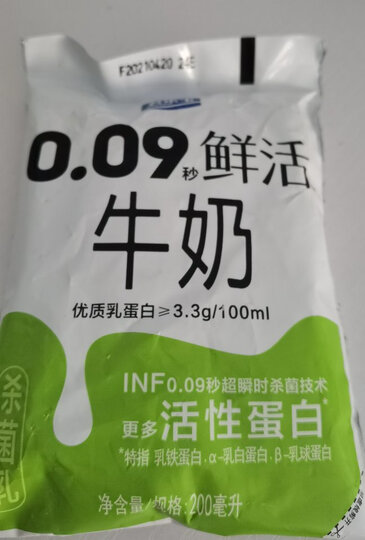 F20210420 24E
0.09秒鲜活
牛奶
优质乳蛋白≥3.3g/100ml
INF0.09秒超瞬时杀菌技术
更多活性蛋白*
*特指 乳铁蛋白、α-乳白蛋白、β-乳球蛋白
净含量/规格:200毫升
杀菌乳